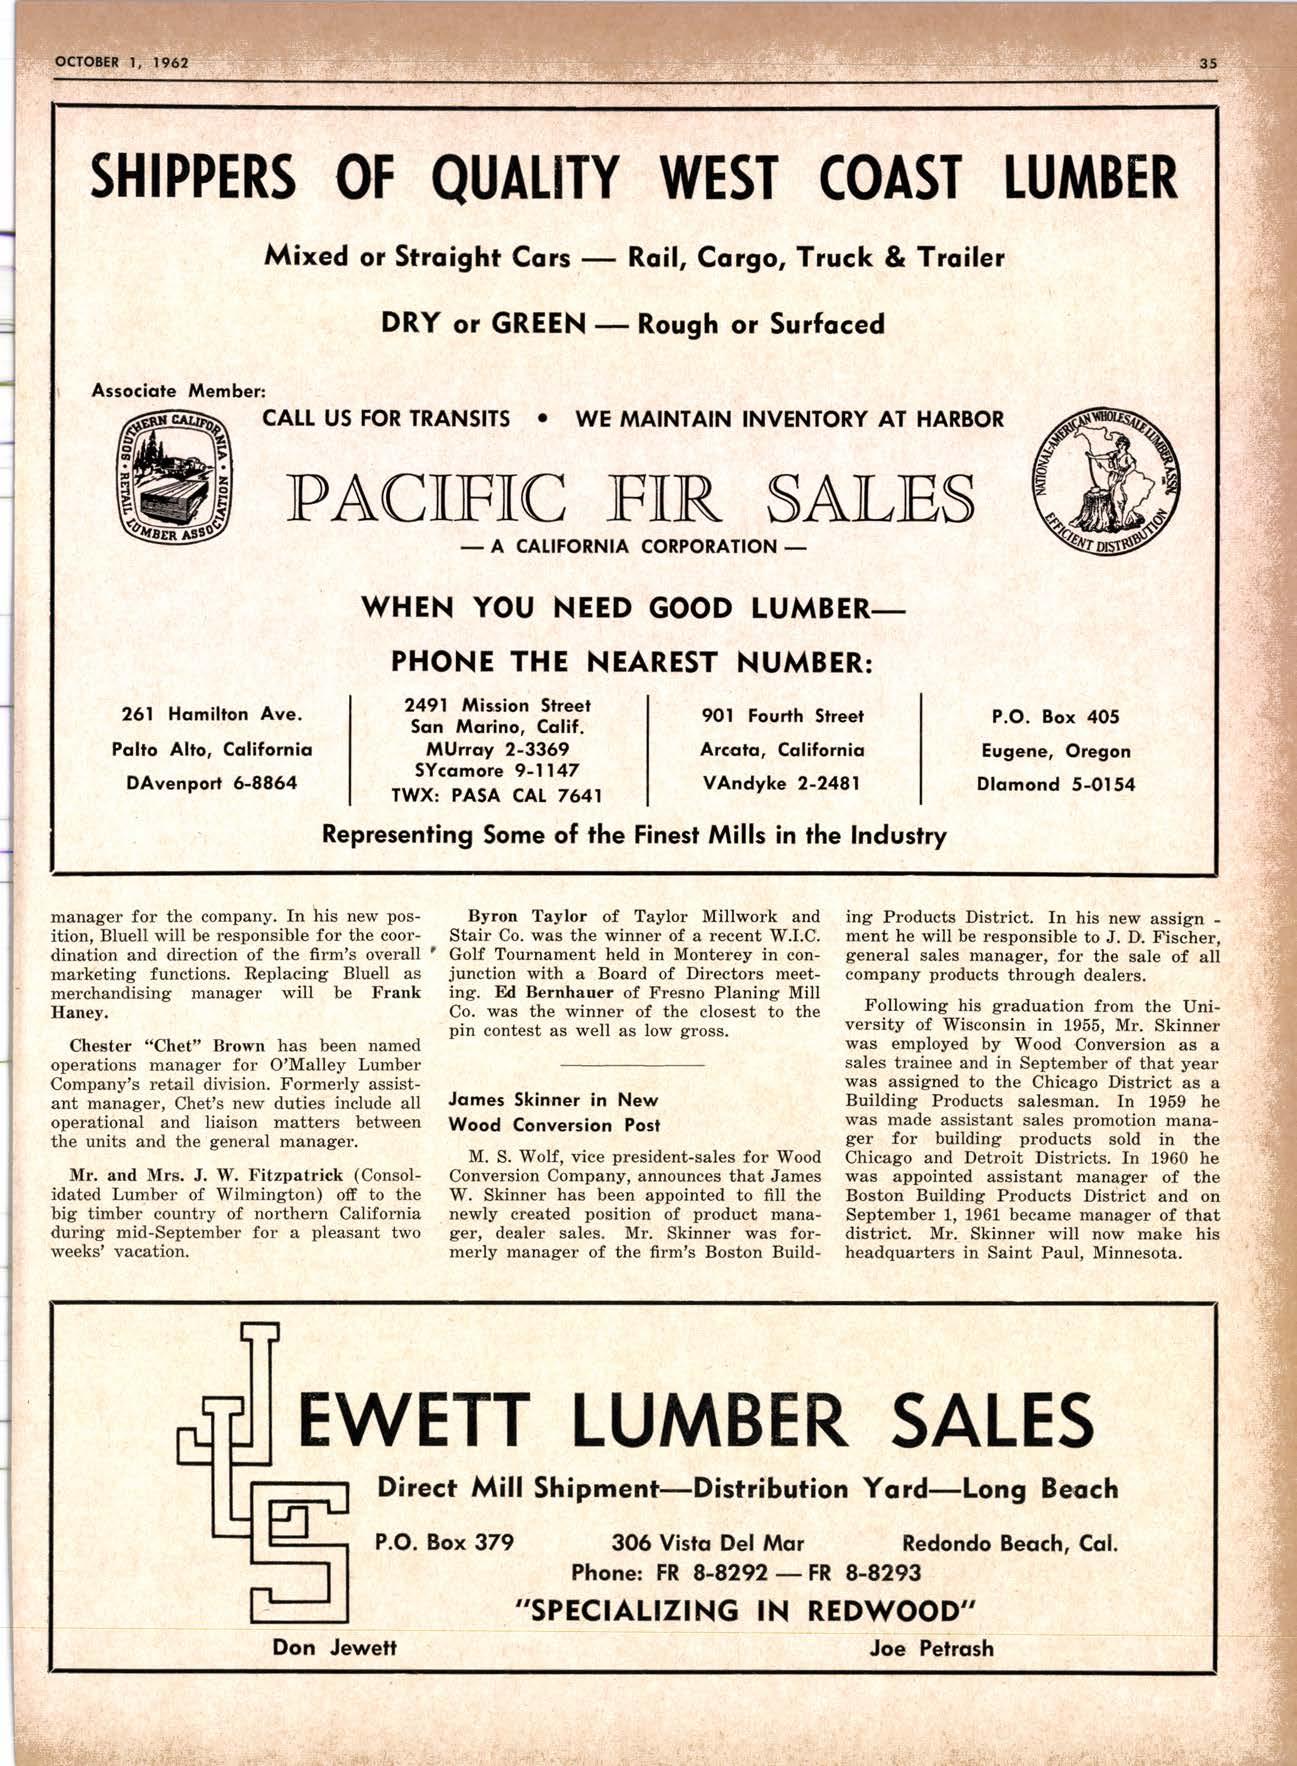 OCTOBER 1, 1962
35
SHIPPERS OF QUALITY WEST COAST LUMBER
Mixed or Straight Cars — Rail, Cargo, Truck & Trailer
DRY or GREEN — Rough or Surfaced
Associate Member:
SOUTHERN CALIFORNIA • RETAIL LUMBER ASSOCIATION •
CALL US FOR TRANSITS • WE MAINTAIN INVENTORY AT HARBOR
NATIONAL-AMERICAN WHOLESALE LUMBER ASSN.
EFFICIENT DISTRIBUTION
PACIFIC FIR SALES
— A CALIFORNIA CORPORATION —
WHEN YOU NEED GOOD LUMBER—
PHONE THE NEAREST NUMBER:
261 Hamilton Ave.
Palto Alto, California
DAvenport 6-8864
2491 Mission Street
San Marino, Calif.
MUrray 2-3369
SYcamore 9-1147
TWX: PASA CAL 7641
901 Fourth Street
Arcata, California
VAndyke 2-2481
P.O. Box 405
Eugene, Oregon
DIamond 5-0154
Representing Some of the Finest Mills in the Industry
manager for the company. In his new pos-
ition, Bluell will be responsible for the coor-
dination and direction of the firm's overall
marketing functions. Replacing Bluell as
merchandising manager will be Frank
Haney.
Chester “Chet” Brown has been named
operations manager for O'Malley Lumber
Company's retail division. Formerly assist-
ant manager, Chet's new duties include all
operational and liaison matters between
the units and the general manager.
Mr. and Mrs. J. W. Fitzpatrick (Consol-
idated Lumber of Wilmington) off to the
big timber country of northern California
during mid-September for a pleasant two
weeks' vacation.
Byron Taylor of Taylor Millwork and
Stair Co. was the winner of a recent W.I.C.
Golf Tournament held in Monterey in con-
junction with a Board of Directors meet-
ing. Ed Bernhauer of Fresno Planing Mill
Co. was the winner of the closest to the
pin contest as well as low gross.
James Skinner in New
Wood Conversion Post
M. S. Wolf, vice president-sales for Wood
Conversion Company, announces that James
W. Skinner has been appointed to fill the
newly created position of product mana-
ger, dealer sales. Mr. Skinner was for-
merly manager of the firm's Boston Build-
ing Products District. In his new assign -
ment he will be responsible to J. D. Fischer,
general sales manager, for the sale of all
company products through dealers.
Following his graduation from the Uni-
versity of Wisconsin in 1955, Mr. Skinner
was employed by Wood Conversion as a
sales trainee and in September of that year
was assigned to the Chicago District as a
Building Products salesman. In 1959 he
was made assistant sales promotion mana-
ger for building products sold in the
Chicago and Detroit Districts. In 1960 he
was appointed assistant manager of the
Boston Building Products District and on
September 1, 1961 became manager of that
district. Mr. Skinner will now make his
headquarters in Saint Paul, Minnesota.
JLS
JEWETT LUMBER SALES
Direct Mill Shipment—Distribution Yard—Long Beach
P.O. Box 379 306 Vista Del Mar Redondo Beach, Cal.
Phone: FR 8-8292 — FR 8-8293
"SPECIALIZING IN REDWOOD"
Don Jewett Joe Petrash